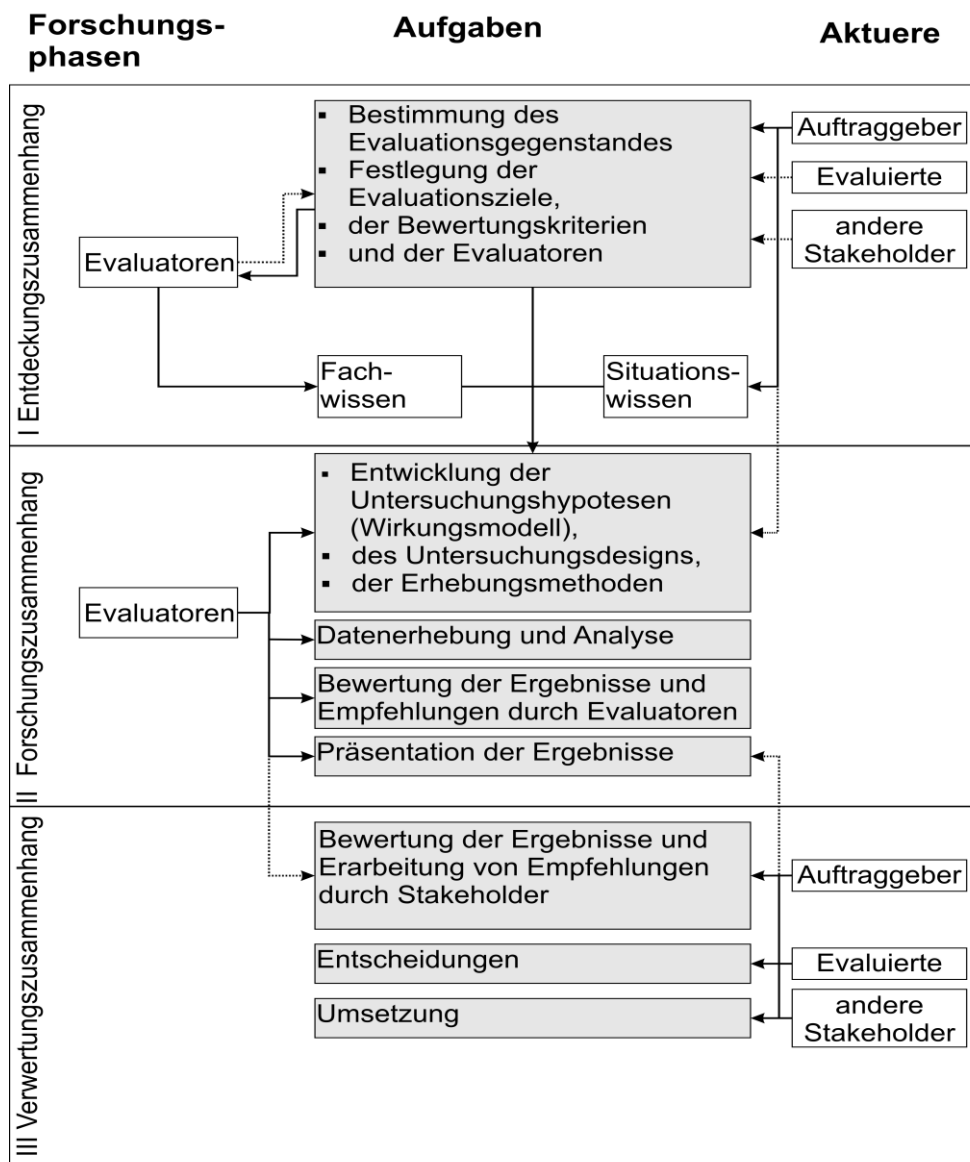 Forschungs-
phasen
Aufgaben
Aktuere
I Entdeckungszusammenhang
▪ Bestimmung des
Evaluationsgegenstandes
▪ Festlegung der
Evaluationsziele,
▪ der Bewertungskriterien
▪ und der Evaluatoren
Auftraggeber
Evaluierte
andere
Stakeholder
Evaluatoren
Fach-
wissen
Situations-
wissen
II Forschungszusammenhang
▪ Entwicklung der
Untersuchungshypotesen
(Wirkungsmodell),
▪ des Untersuchungsdesigns,
▪ der Erhebungsmethoden
Evaluatoren
Datenerhebung und Analyse
Bewertung der Ergebnisse und
Empfehlungen durch Evaluatoren
Präsentation der Ergebnisse
III Verwertungszusammenhang
Bewertung der Ergebnisse und
Erarbeitung von Empfehlungen
durch Stakeholder
Auftraggeber
Entscheidungen
Evaluierte
Umsetzung
andere
Stakeholder